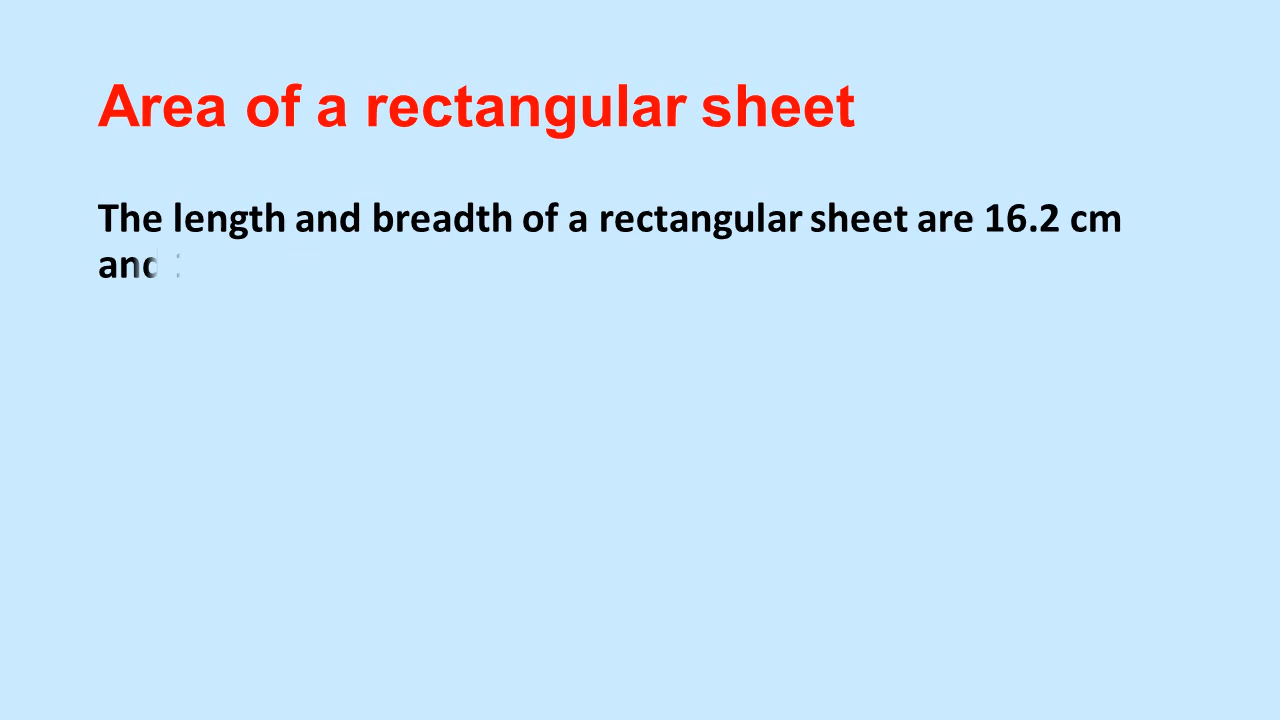 Area of a rectangular sheet
The length and breadth of a rectangular sheet are 16.2 cm
and